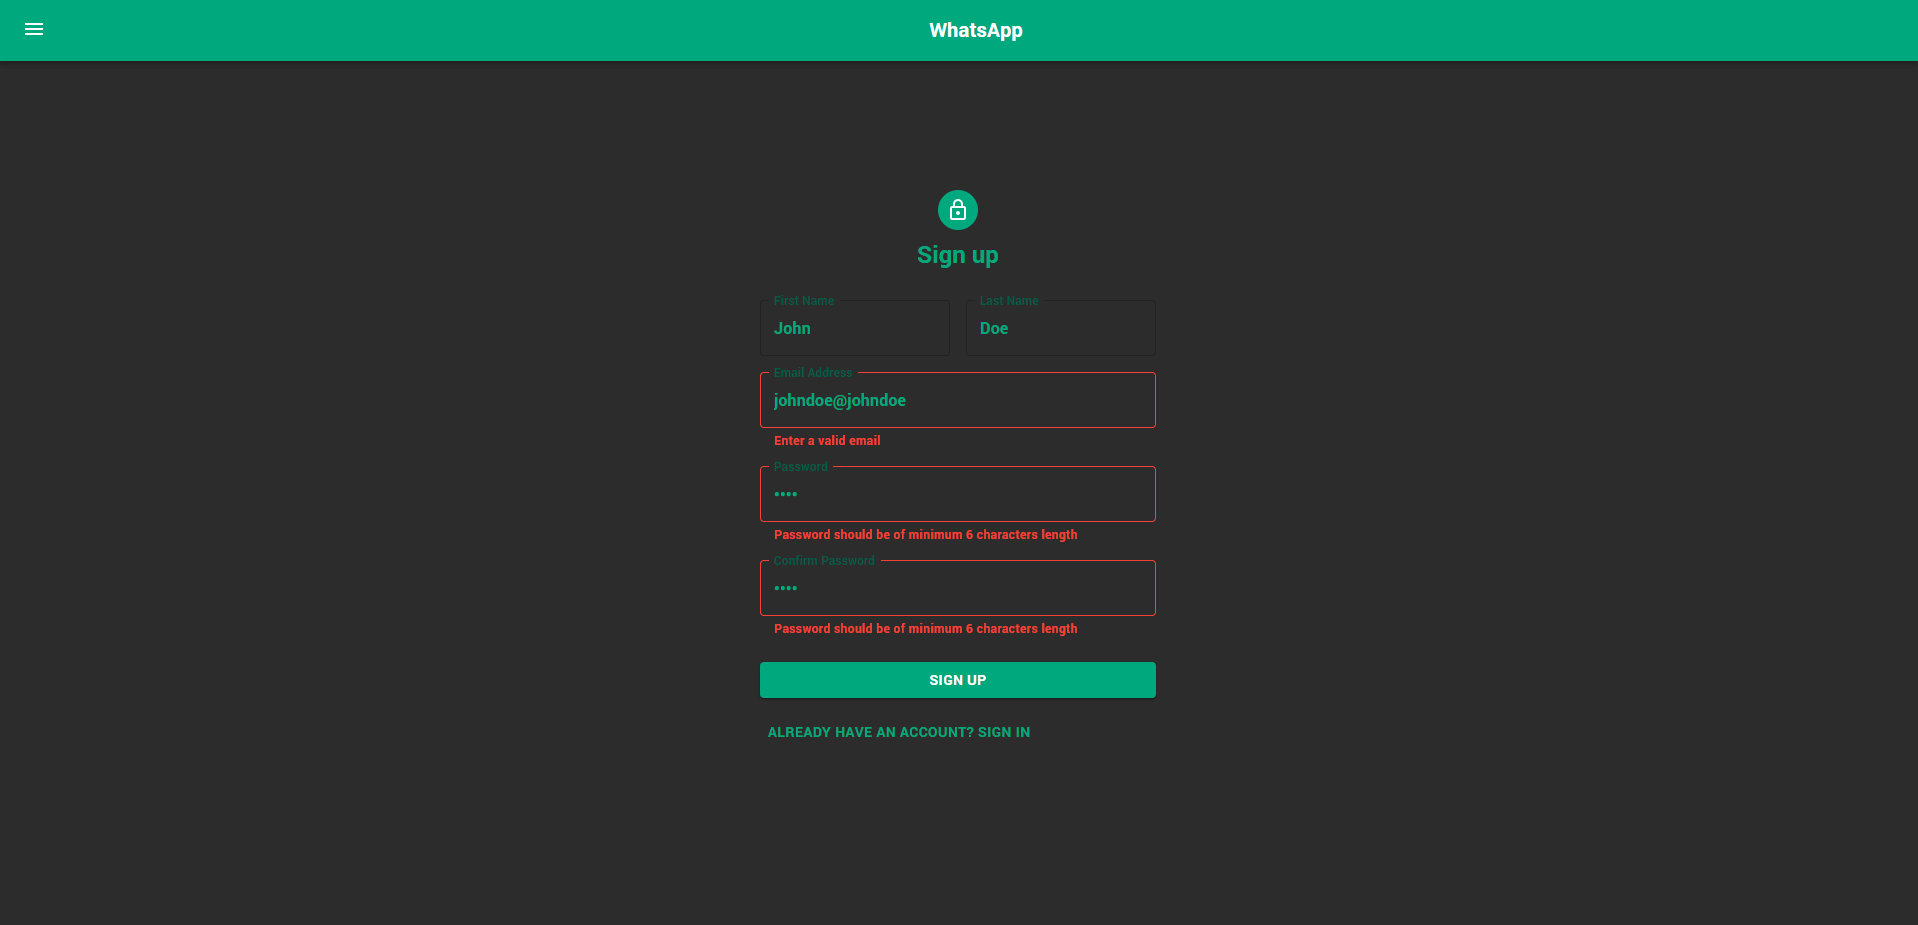 WhatsApp
Sign up
First Name
Last Name
John
Doe
Email Address
johndoe@johndoe
Enter a valid email
Password
••••
Password should be of minimum 6 characters length
Confirm Password
••••
Password should be of minimum 6 characters length
SIGN UP
ALREADY HAVE AN ACCOUNT? SIGN IN